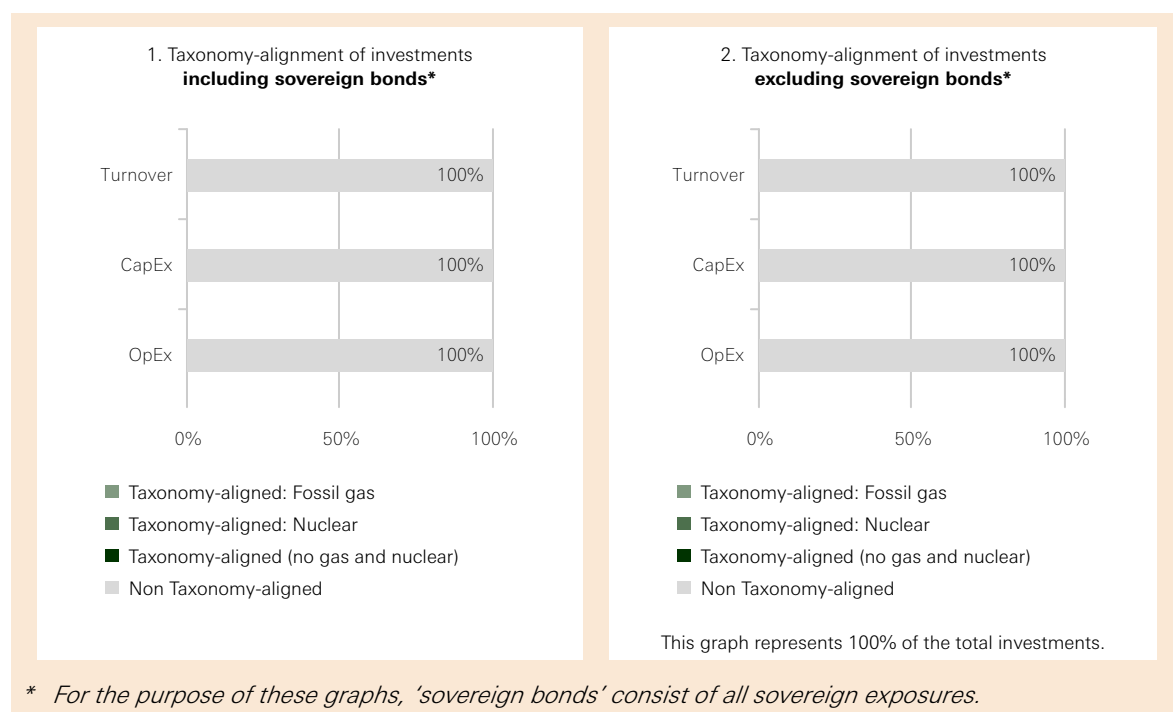 1. Taxonomy-alignment of investments
including sovereign bonds*
Turnover
100%
CapEx
100%
OpEx
100%
0%
50%
100%
Taxonomy-aligned: Fossil gas
Taxonomy-aligned: Nuclear
Taxonomy-aligned (no gas and nuclear)
Non Taxonomy-aligned
2. Taxonomy-alignment of investments
excluding sovereign bonds*
Turnover
100%
CapEx
100%
OpEx
100%
0%
50%
100%
Taxonomy-aligned: Fossil gas
Taxonomy-aligned: Nuclear
Taxonomy-aligned (no gas and nuclear)
Non Taxonomy-aligned
This graph represents 100% of the total investments.
* For the purpose of these graphs, ‘sovereign bonds’ consist of all sovereign exposures.